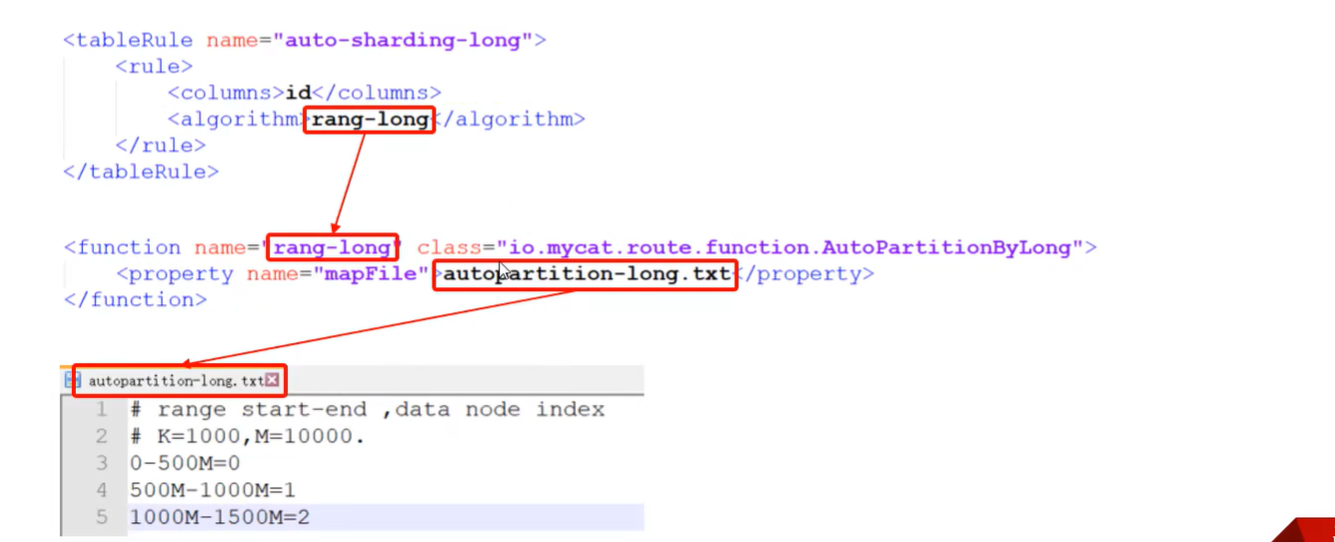 <tableRule name="auto-sharding-long">
<rule>
<columns>id</columns>
<algorithm>rang-long</algorithm>
</rule>
</tableRule>
<function name="rang-long" class="io.mycat.route.function.AutoPartitionByLong">
<property name="mapFile">autopartition-long.txt</property>
</function>
autopartition-long.txt
1 # range start-end ,data node index
2 # K=1000,M=10000.
3 0-500M=0
4 500M-1000M=1
5 1000M-1500M=2